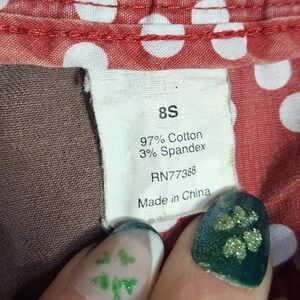 8S
97% Cotton
3% Spandex
RN77388
Made in China